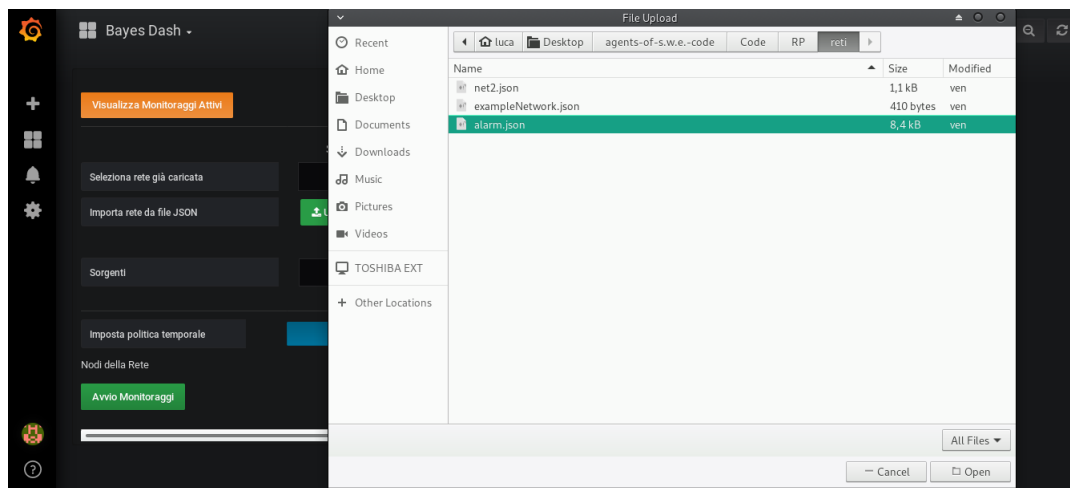 Bayes Dash
Visualizza Monitoraggi Attivi
Seleziona rete già caricata
Importa rete da file JSON
Sorgenti
Imposta politica temporale
Nodi della Rete
Avvio Monitoraggi
File Upload
Recent
Home
Desktop
Documents
Downloads
Music
Pictures
Videos
TOSHIBA EXT
+ Other Locations
luca Desktop agents-of-s.w.e.-code Code RP reti
Name Size Modified
net2.json 1,1 kB ven
exampleNetwork.json 410 bytes ven
alarm.json 8,4 kB ven
All Files
Cancel Open